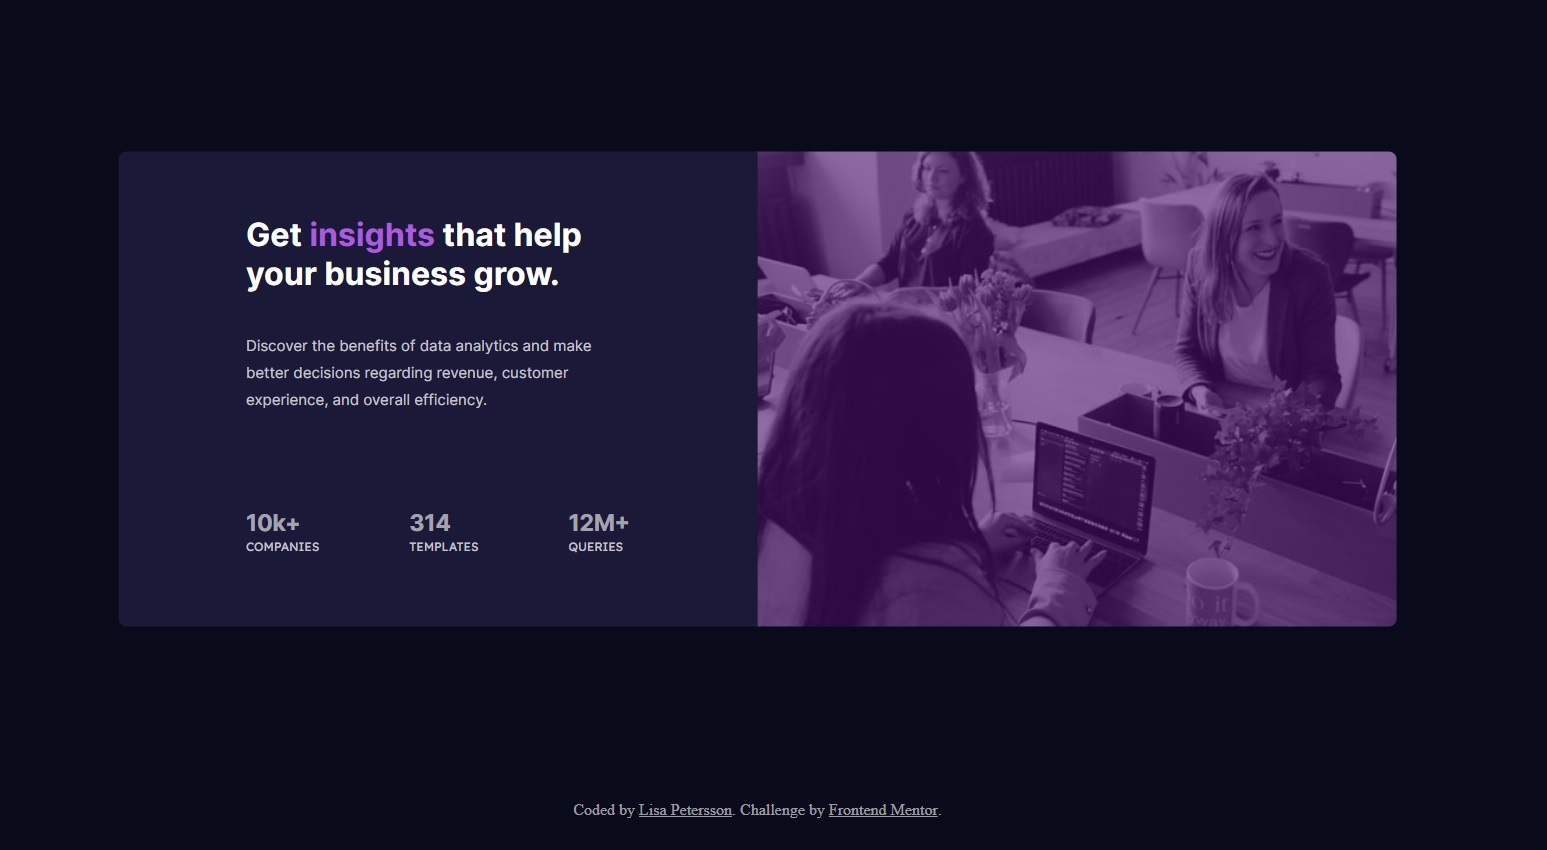 Get insights that help
your business grow.
Discover the benefits of data analytics and make
better decisions regarding revenue, customer
experience, and overall efficiency.
10k+ 314 12M+
COMPANIES TEMPLATES QUERIES
Coded by Lisa Petersson. Challenge by Frontend Mentor.